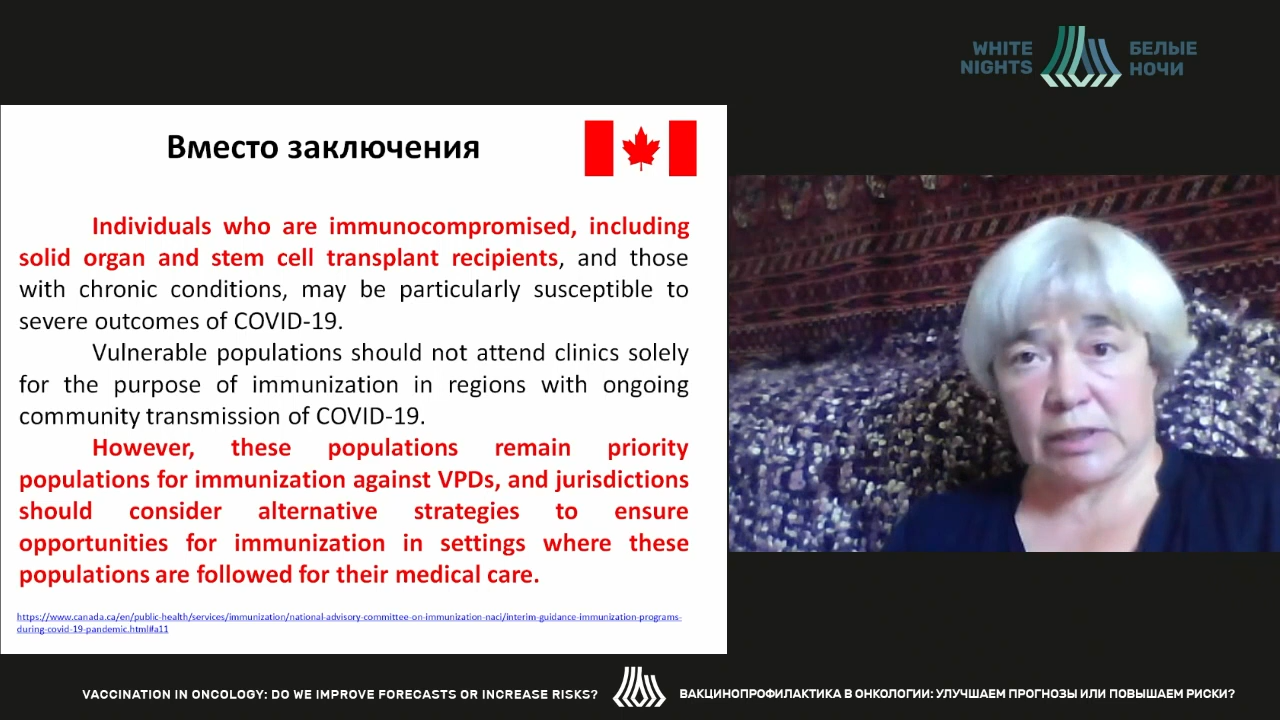 WHITE
NIGHTS
БЕЛЫЕ
НОЧИ
Вместо заключения
Individuals who are immunocompromised, including
solid organ and stem cell transplant recipients, and those
with chronic conditions, may be particularly susceptible to
severe outcomes of COVID-19.
Vulnerable populations should not attend clinics solely
for the purpose of immunization in regions with ongoing
community transmission of COVID-19.
However, these populations remain priority
populations for immunization against VPDs, and jurisdictions
should consider alternative strategies to ensure
opportunities for immunization in settings where these
populations are followed for their medical care.
https://www.canada.ca/en/public-health/services/immunization/national-advisory-committee-on-immunization-naci/interim-guidance-immunization-programs-
during-covid-19-pandemic.html#a11
VACCINATION IN ONCOLOGY: DO WE IMPROVE FORECASTS OR INCREASE RISKS?
ВАКЦИНОПРОФИЛАКТИКА В ОНКОЛОГИИ: УЛУЧШАЕМ ПРОГНОЗЫ ИЛИ ПОВЫШАЕМ РИСКИ?